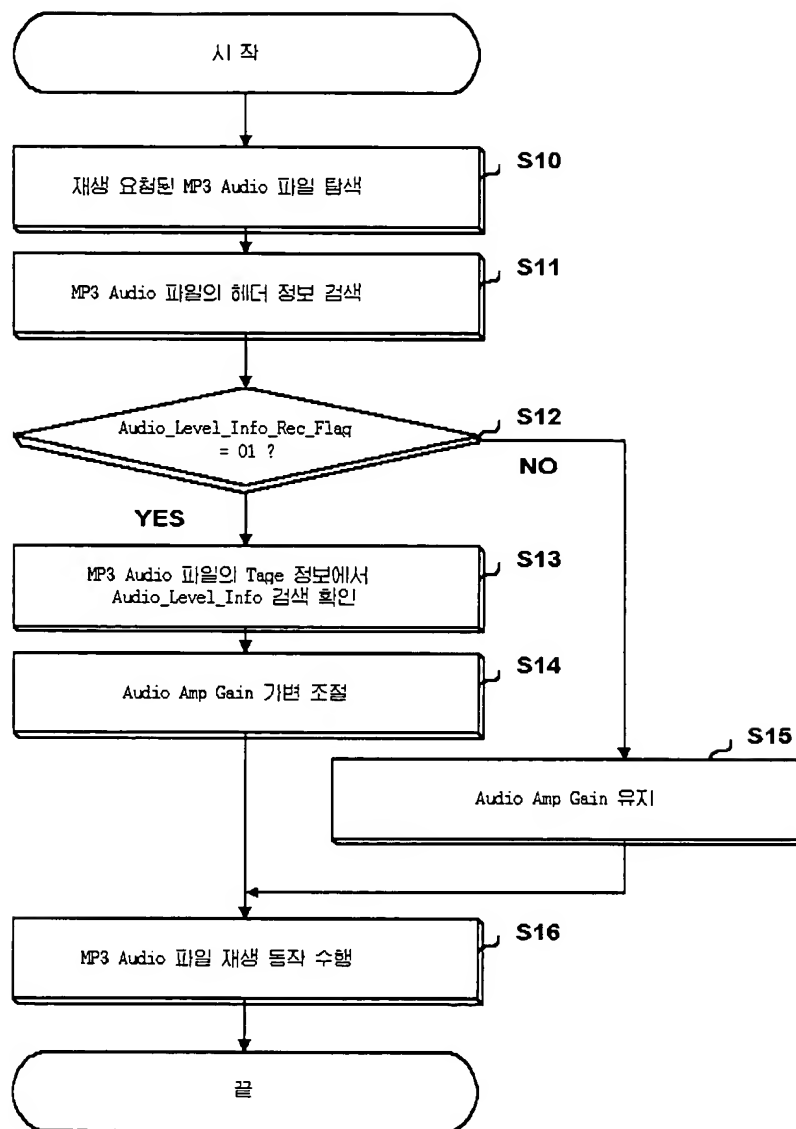 시 작
재생 요청된 MP3 Audio 파일 탐색
S10
MP3 Audio 파일의 헤더 정보 검색
S11
Audio_Level_Info_Rec_Flag
= 01 ?
S12
NO
YES
MP3 Audio 파일의 Tage 정보에서
Audio_Level_Info 검색 확인
S13
Audio Amp Gain 가변 조절
S14
S15
Audio Amp Gain 유지
MP3 Audio 파일 재생 동작 수행
S16
끝